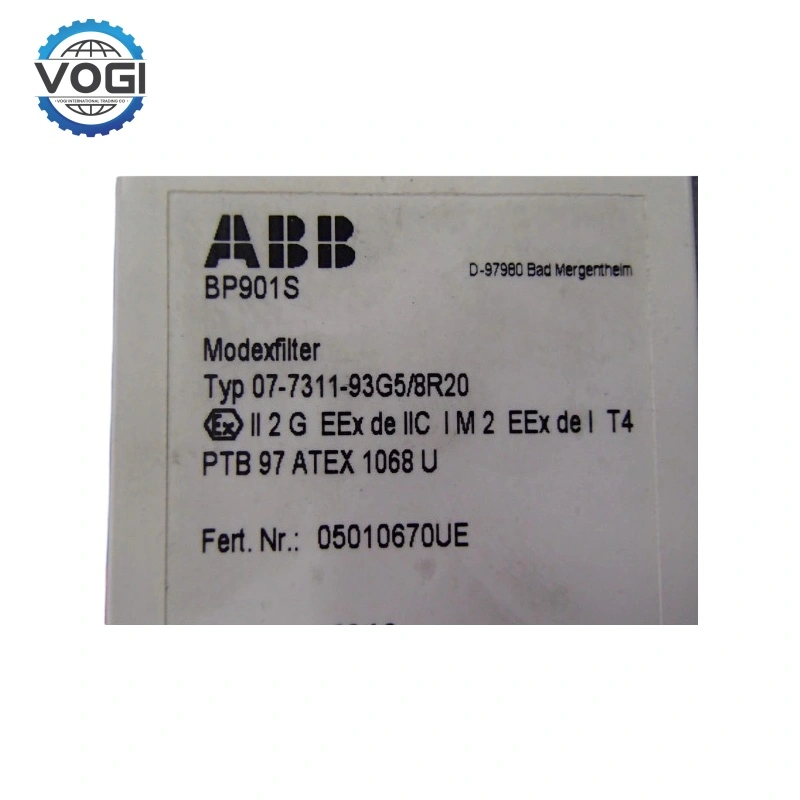 VOGI
VOGI INTERNATIONAL TRADING CO
ABB
BP901S
D-97980 Bad Mergentheim
Modexfilter
Typ 07-7311-93G5/8R20
Ex II 2 G EEx de IIC I M 2 EEx de I T4
PTB 97 ATEX 1068 U
Fert. Nr.: 05010670UE